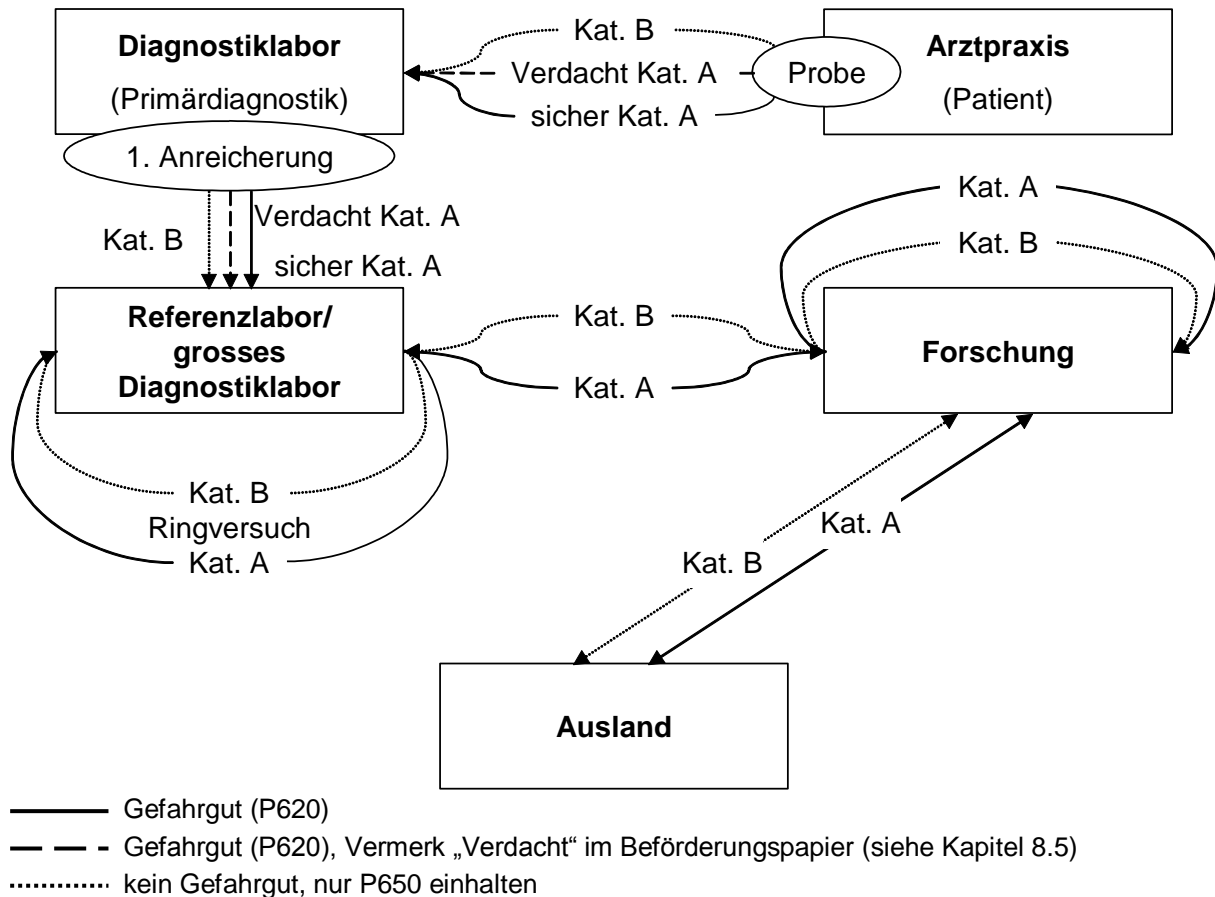 Diagnostiklabor
(Primärdiagnostik)
Kat. B
Verdacht Kat. A
sicher Kat. A
Probe
Arztpraxis
(Patient)
1. Anreicherung
Kat. B
Verdacht Kat. A
sicher Kat. A
Kat. A
Kat. B
Referenzlabor/
grosses
Diagnostiklabor
Kat. B
Kat. A
Forschung
Kat. B
Ringversuch
Kat. A
Kat. A
Kat. B
Ausland
Gefahrgut (P620)
Gefahrgut (P620), Vermerk „Verdacht“ im Beförderungspapier (siehe Kapitel 8.5)
kein Gefahrgut, nur P650 einhalten